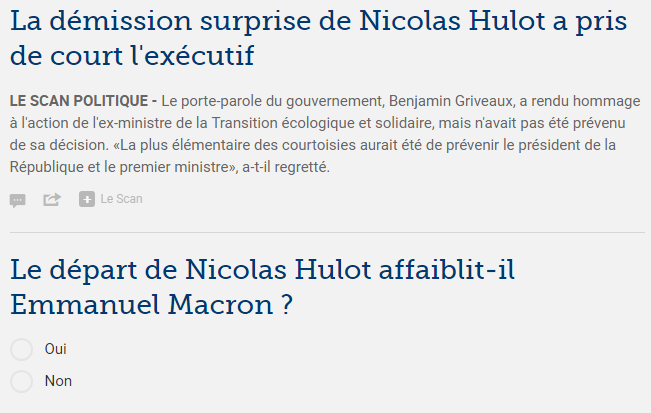 La démission surprise de Nicolas Hulot a pris
de court l'exécutif
LE SCAN POLITIQUE - Le porte-parole du gouvernement, Benjamin Griveaux, a rendu hommage
à l'action de l'ex-ministre de la Transition écologique et solidaire, mais n'avait pas été prévenu
de sa décision. «La plus élémentaire des courtoisies aurait été de prévenir le président de la
République et le premier ministre», a-t-il regretté.
Le Scan
Le départ de Nicolas Hulot affaiblit-il
Emmanuel Macron ?
Oui
Non